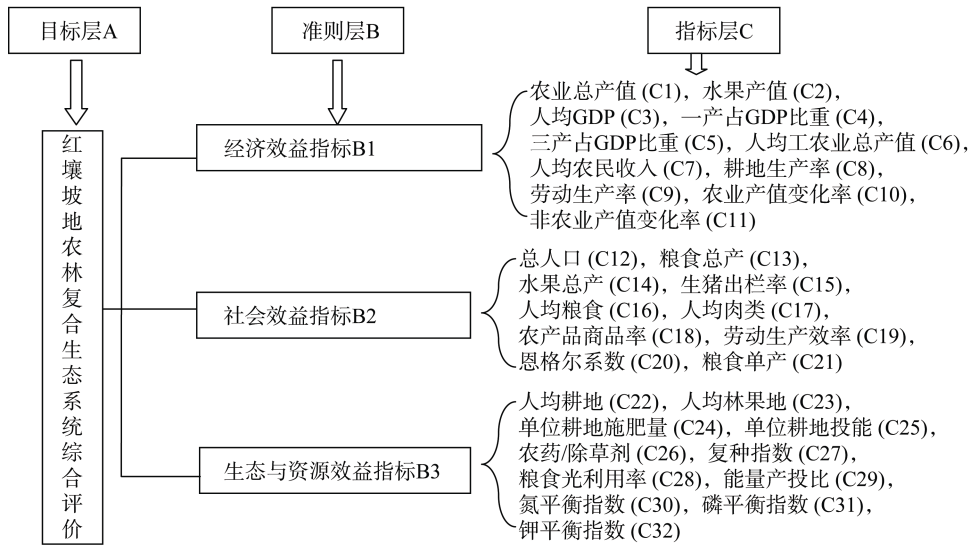 目标层A
准则层B
指标层C
红壤坡地农林复合生态系统综合评价
经济效益指标B1
农业总产值 (C1)，水果产值 (C2)，
人均GDP (C3)，一产占GDP比重 (C4)，
三产占GDP比重 (C5)，人均工农业总产值 (C6)，
人均农民收入 (C7)，耕地生产率 (C8)，
劳动生产率 (C9)，农业产值变化率 (C10)，
非农业产值变化率 (C11)
社会效益指标B2
总人口 (C12)，粮食总产 (C13)，
水果总产 (C14)，生猪出栏率 (C15)，
人均粮食 (C16)，人均肉类 (C17)，
农产品商品率 (C18)，劳动生产效率 (C19)，
恩格尔系数 (C20)，粮食单产 (C21)
生态与资源效益指标B3
人均耕地 (C22)，人均林果地 (C23)，
单位耕地施肥量 (C24)，单位耕地投能 (C25)，
农药/除草剂 (C26)，复种指数 (C27)，
粮食光利用率 (C28)，能量产投比 (C29)，
氮平衡指数 (C30)，磷平衡指数 (C31)，
钾平衡指数 (C32)